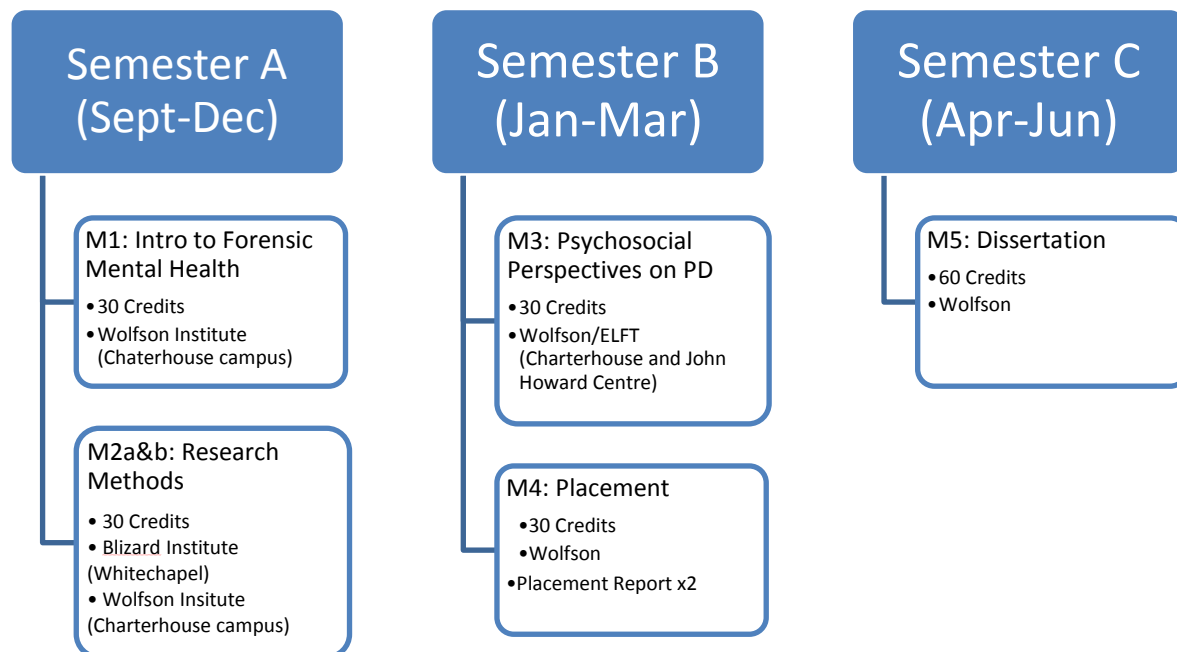 Semester A
(Sept-Dec)
M1: Intro to Forensic
Mental Health
•30 Credits
•Wolfson Institute
(Chaterhouse campus)
M2a&b: Research
Methods
• 30 Credits
• Blizard Institute
(Whitechapel)
• Wolfson Insitute
(Charterhouse campus)
Semester B
(Jan-Mar)
M3: Psychosocial
Perspectives on PD
•30 Credits
•Wolfson/ELFT
(Charterhouse and John
Howard Centre)
M4: Placement
•30 Credits
•Wolfson
•Placement Report x2
Semester C
(Apr-Jun)
M5: Dissertation
•60 Credits
•Wolfson